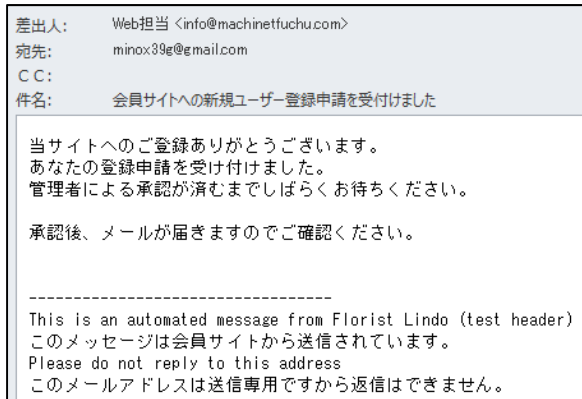 差出人: Web担当 <info@machinetfuchu.com>
宛先: minox39g@gmail.com
CC:
件名: 会員サイトへの新規ユーザー登録申請を受付けました
当サイトへのご登録ありがとうございます。
あなたの登録申請を受け付けました。
管理者による承認が済むまでしばらくお待ちください。
承認後、メールが届きますのでご確認ください。
----------------------------------
This is an automated message from Florist Lindo (test header)
このメッセージは会員サイトから送信されています。
Please do not reply to this address
このメールアドレスは送信専用ですから返信はできません。